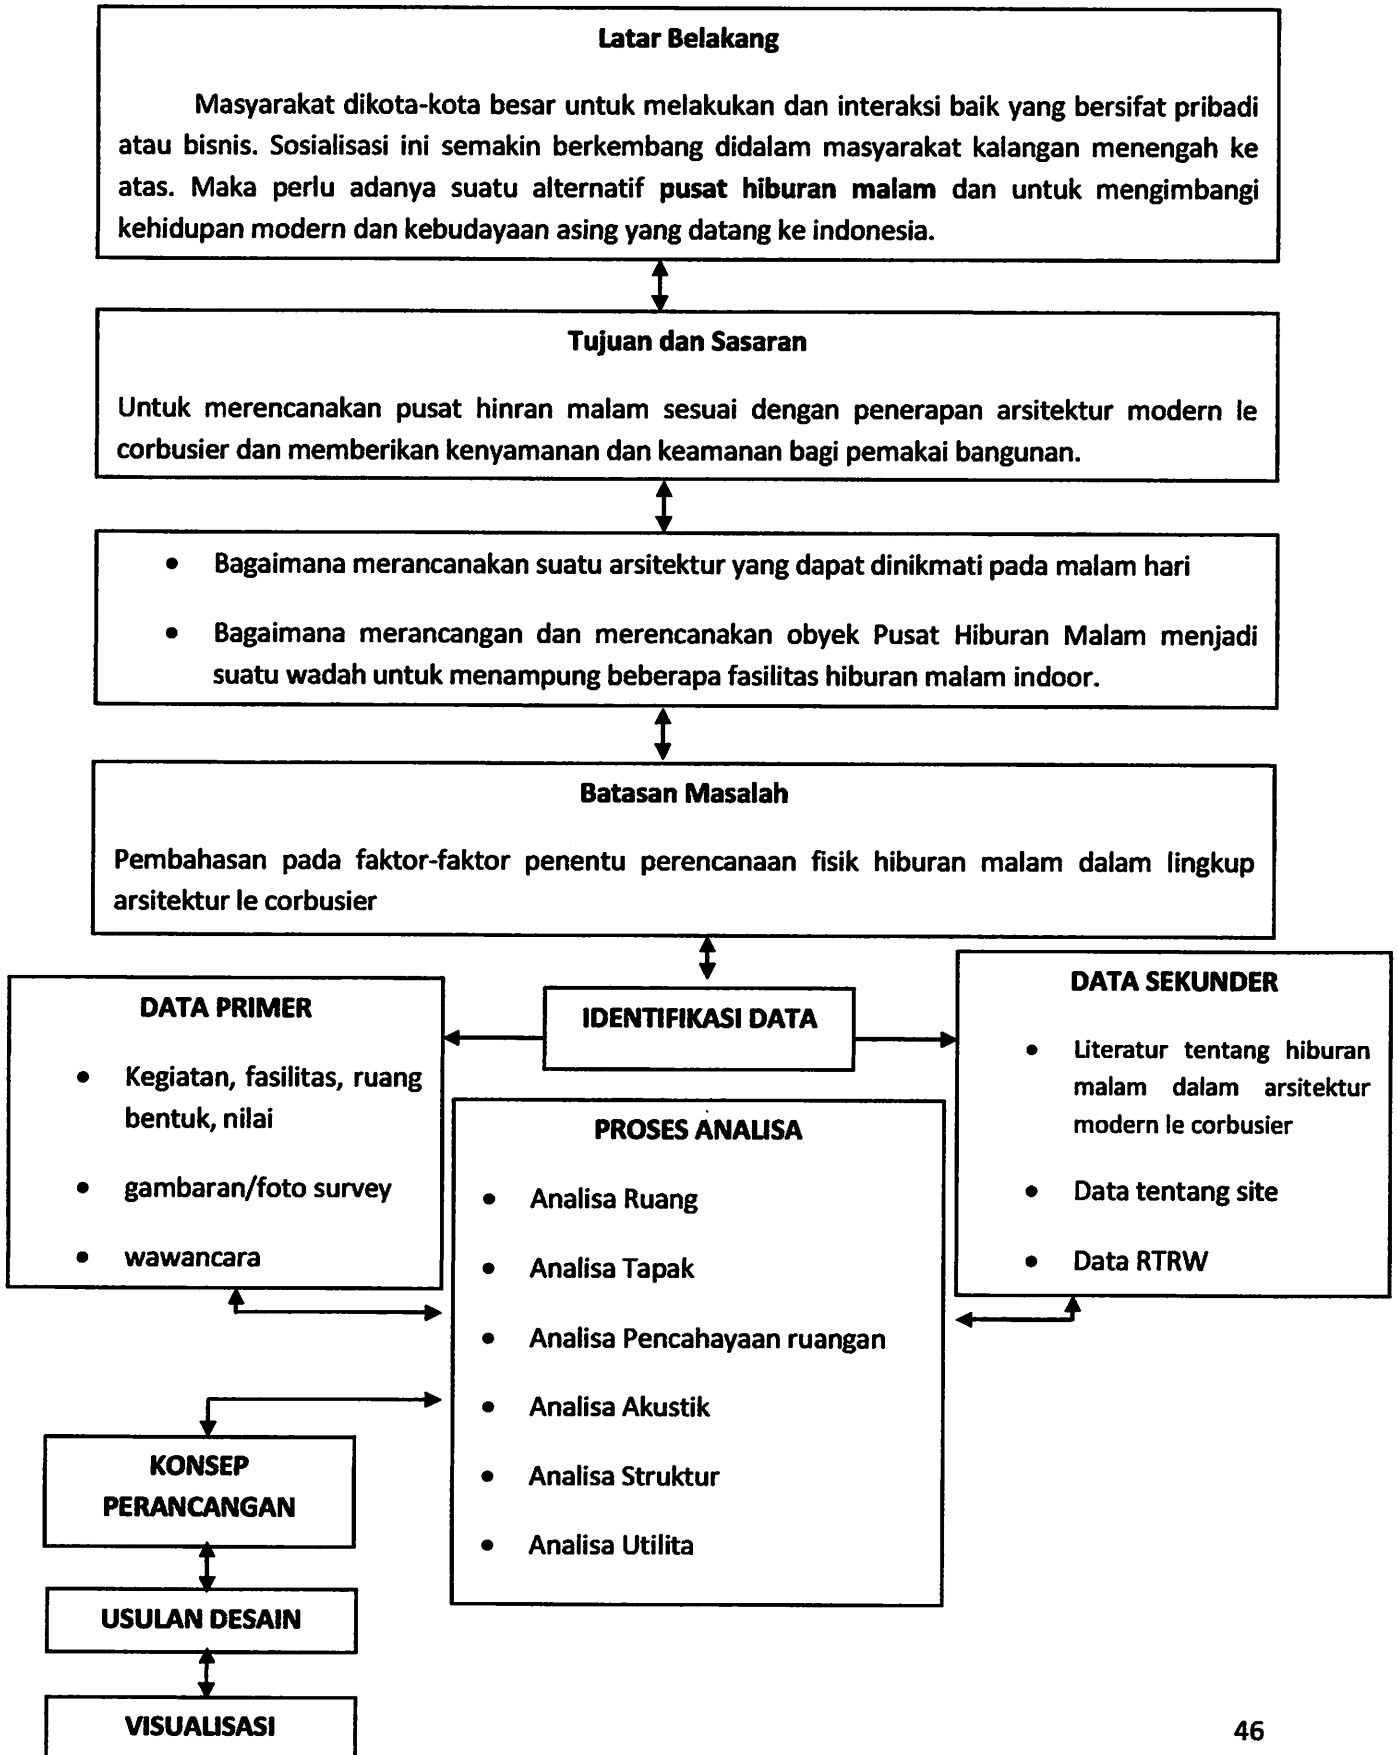 Latar Belakang
Masyarakat dikota-kota besar untuk melakukan dan interaksi baik yang bersifat pribadi
atau bisnis. Sosialisasi ini semakin berkembang didalam masyarakat kalangan menengah ke
atas. Maka perlu adanya suatu alternatif pusat hiburan malam dan untuk mengimbangi
kehidupan modern dan kebudayaan asing yang datang ke indonesia.
Tujuan dan Sasaran
Untuk merencanakan pusat hinran malam sesuai dengan penerapan arsitektur modern le
corbusier dan memberikan kenyamanan dan keamanan bagi pemakai bangunan.
• Bagaimana merancanakan suatu arsitektur yang dapat dinikmati pada malam hari
• Bagaimana merancangan dan merencanakan obyek Pusat Hiburan Malam menjadi
suatu wadah untuk menampung beberapa fasilitas hiburan malam indoor.
Batasan Masalah
Pembahasan pada faktor-faktor penentu perencanaan fisik hiburan malam dalam lingkup
arsitektur le corbusier
IDENTIFIKASI DATA
DATA PRIMER
• Kegiatan, fasilitas, ruang
bentuk, nilai
• gambaran/foto survey
• wawancara
DATA SEKUNDER
• Literatur tentang hiburan
malam dalam arsitektur
modern le corbusier
• Data tentang site
• Data RTRW
PROSES ANALISA
• Analisa Ruang
• Analisa Tapak
• Analisa Pencahayaan ruangan
• Analisa Akustik
• Analisa Struktur
• Analisa Utilita
KONSEP
PERANCANGAN
USULAN DESAIN
VISUALISASI
46